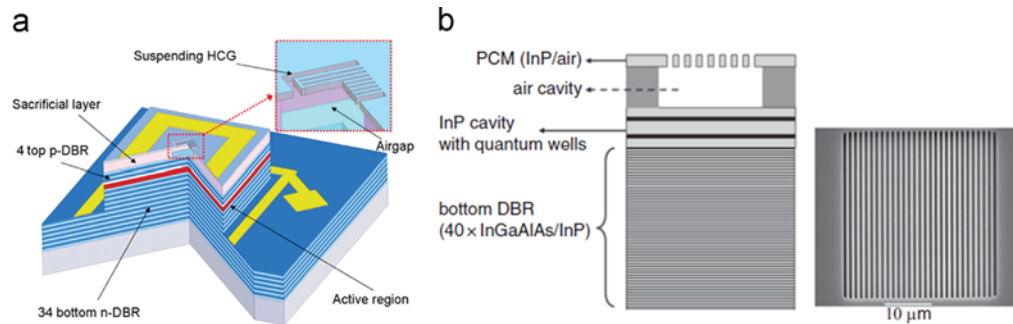 a
Suspending HCG
Sacrificial layer
4 top p-DBR
Airgap
34 bottom n-DBR
Active region
b
PCM (InP/air)
air cavity
InP cavity
with quantum wells
bottom DBR
(40 × InGaAlAs/InP)
10 µm